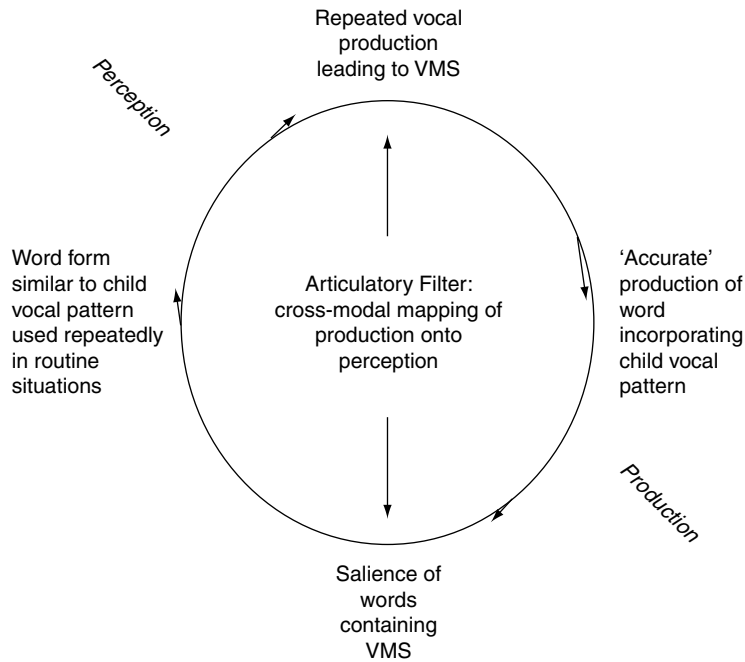 Repeated vocal
production
leading to VMS
Perception
Word form
similar to child
vocal pattern
used repeatedly
in routine
situations
Articulatory Filter:
cross-modal mapping of
production onto
perception
‘Accurate’
production of
word
incorporating
child vocal
pattern
Production
Salience of
words
containing
VMS